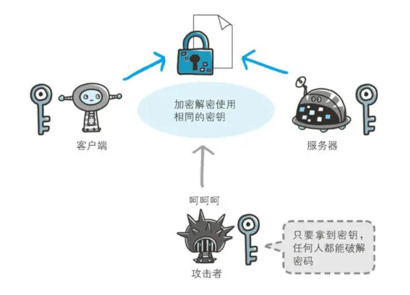 加密解密使用
相同的密钥
客户端
服务器
呵呵呵
只要拿到密钥，
任何人都能破解
密码
攻击者